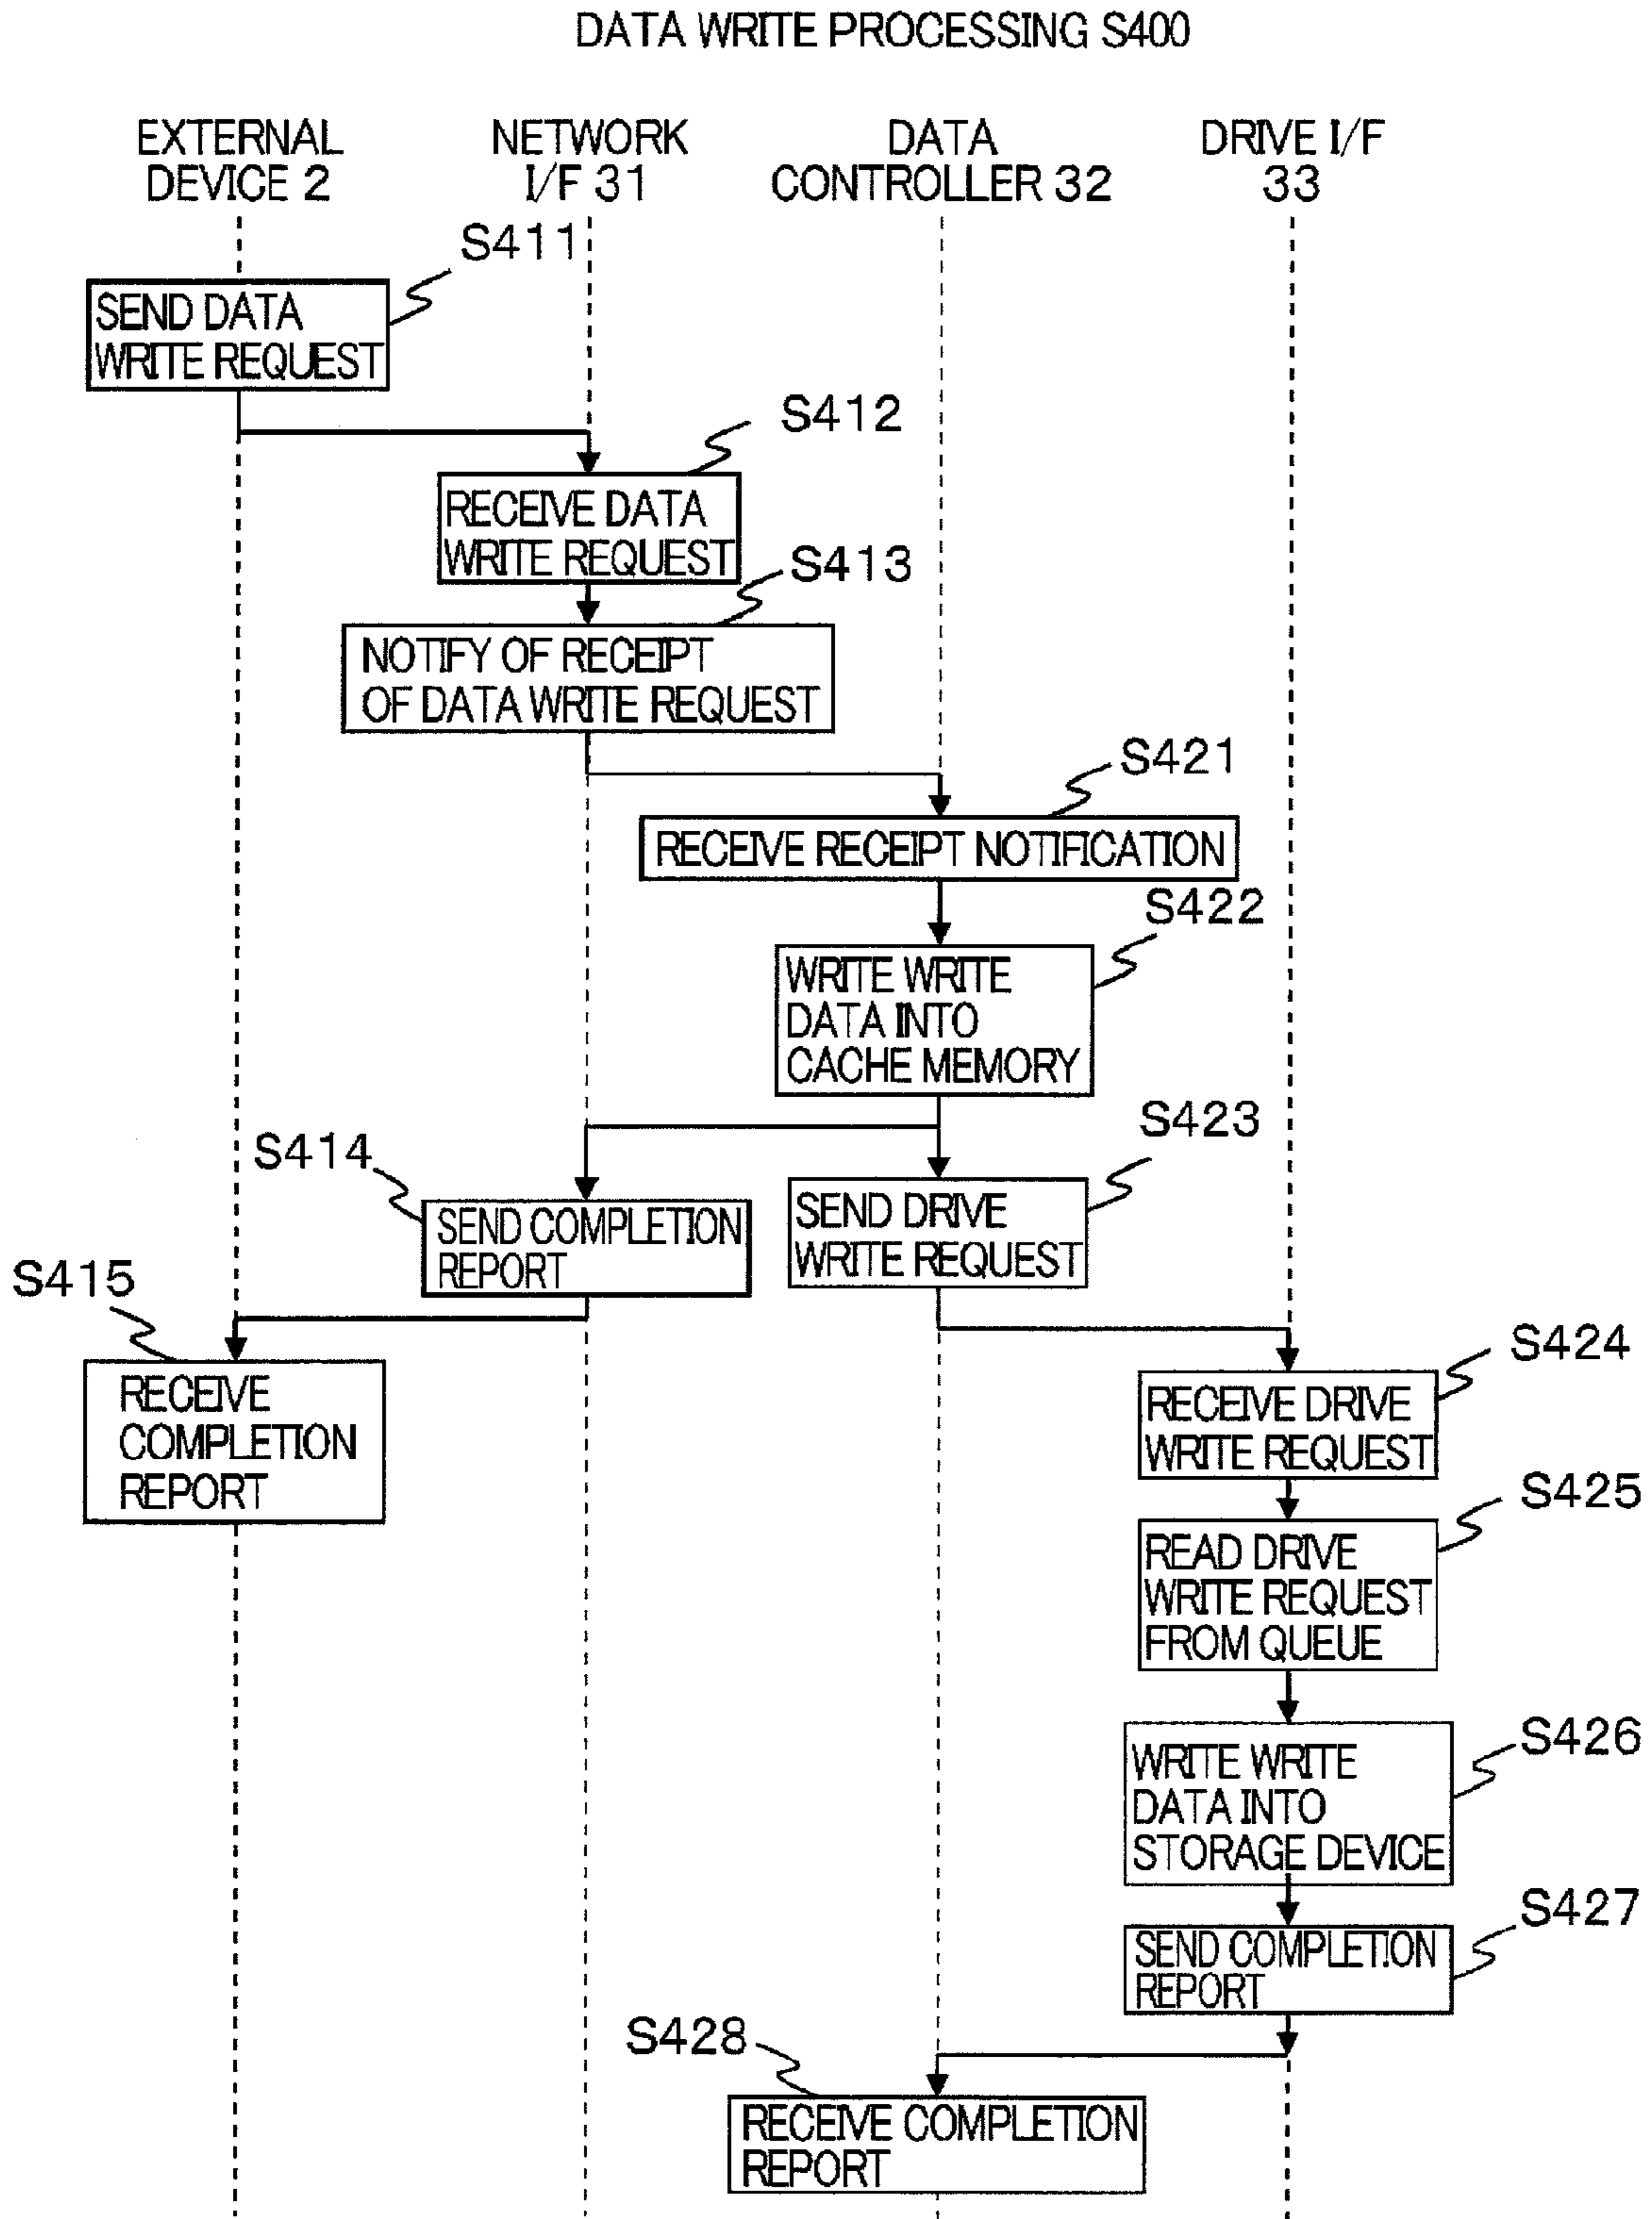 DATA WRITE PROCESSING S400
EXTERNAL
DEVICE 2
NETWORK
I/F 31
DATA
CONTROLLER 32
DRIVE I/F
33
S411
SEND DATA
WRITE REQUEST
S412
RECEIVE DATA
WRITE REQUEST
S413
NOTIFY OF RECEIPT
OF DATA WRITE REQUEST
S421
RECEIVE RECEIPT NOTIFICATION
S422
WRITE WRITE
DATA INTO
CACHE MEMORY
S423
S414
SEND COMPLETION
REPORT
SEND DRIVE
WRITE REQUEST
S415
RECEIVE
COMPLETION
REPORT
S424
RECEIVE DRIVE
WRITE REQUEST
S425
READ DRIVE
WRITE REQUEST
FROM QUEUE
S426
WRITE WRITE
DATA INTO
STORAGE DEVICE
S427
SEND COMPLETION
REPORT
S428
RECEIVE COMPLETION
REPORT